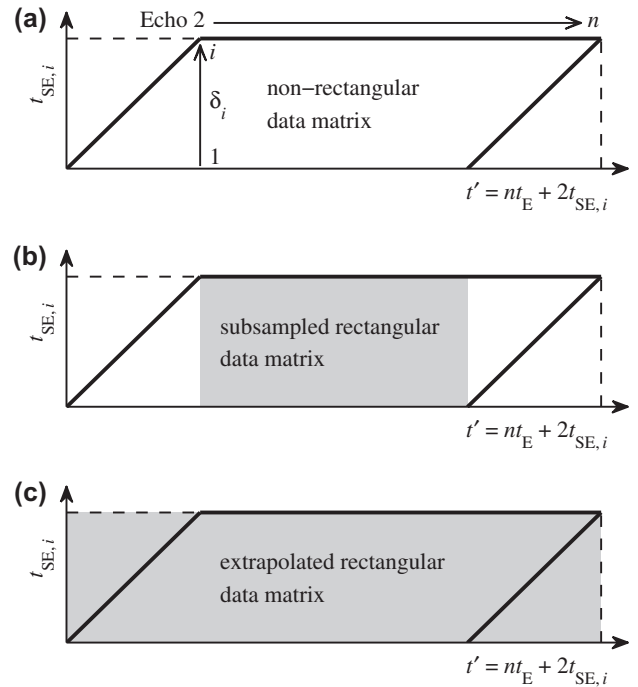 (a)
Echo 2
n
t_SE, i
i
δ_i
1
non−rectangular
data matrix
t′ = nt_E + 2t_SE, i
(b)
t_SE, i
subsampled rectangular
data matrix
t′ = nt_E + 2t_SE, i
(c)
t_SE, i
extrapolated rectangular
data matrix
t′ = nt_E + 2t_SE, i